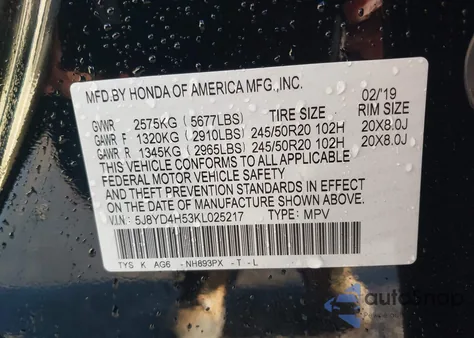 MFD.BY HONDA OF AMERICA MFG.,INC.
02/'19
GVWR 2575KG (5677LBS) TIRE SIZE RIM SIZE
GAWR F 1320KG (2910LBS) 245/50R20 102H 20X8.0J
GAWR R 1345KG (2965LBS) 245/50R20 102H 20X8.0J
THIS VEHICLE CONFORMS TO ALL APPLICABLE
FEDERAL MOTOR VEHICLE SAFETY
AND THEFT PREVENTION STANDARDS IN EFFECT
ON THE DATE OF MANUFACTURE SHOWN ABOVE.
V.I.N: 5J8YD4H53KL025217 TYPE: MPV
TYS K AG6 -NH893PX -T -L
autoSnap